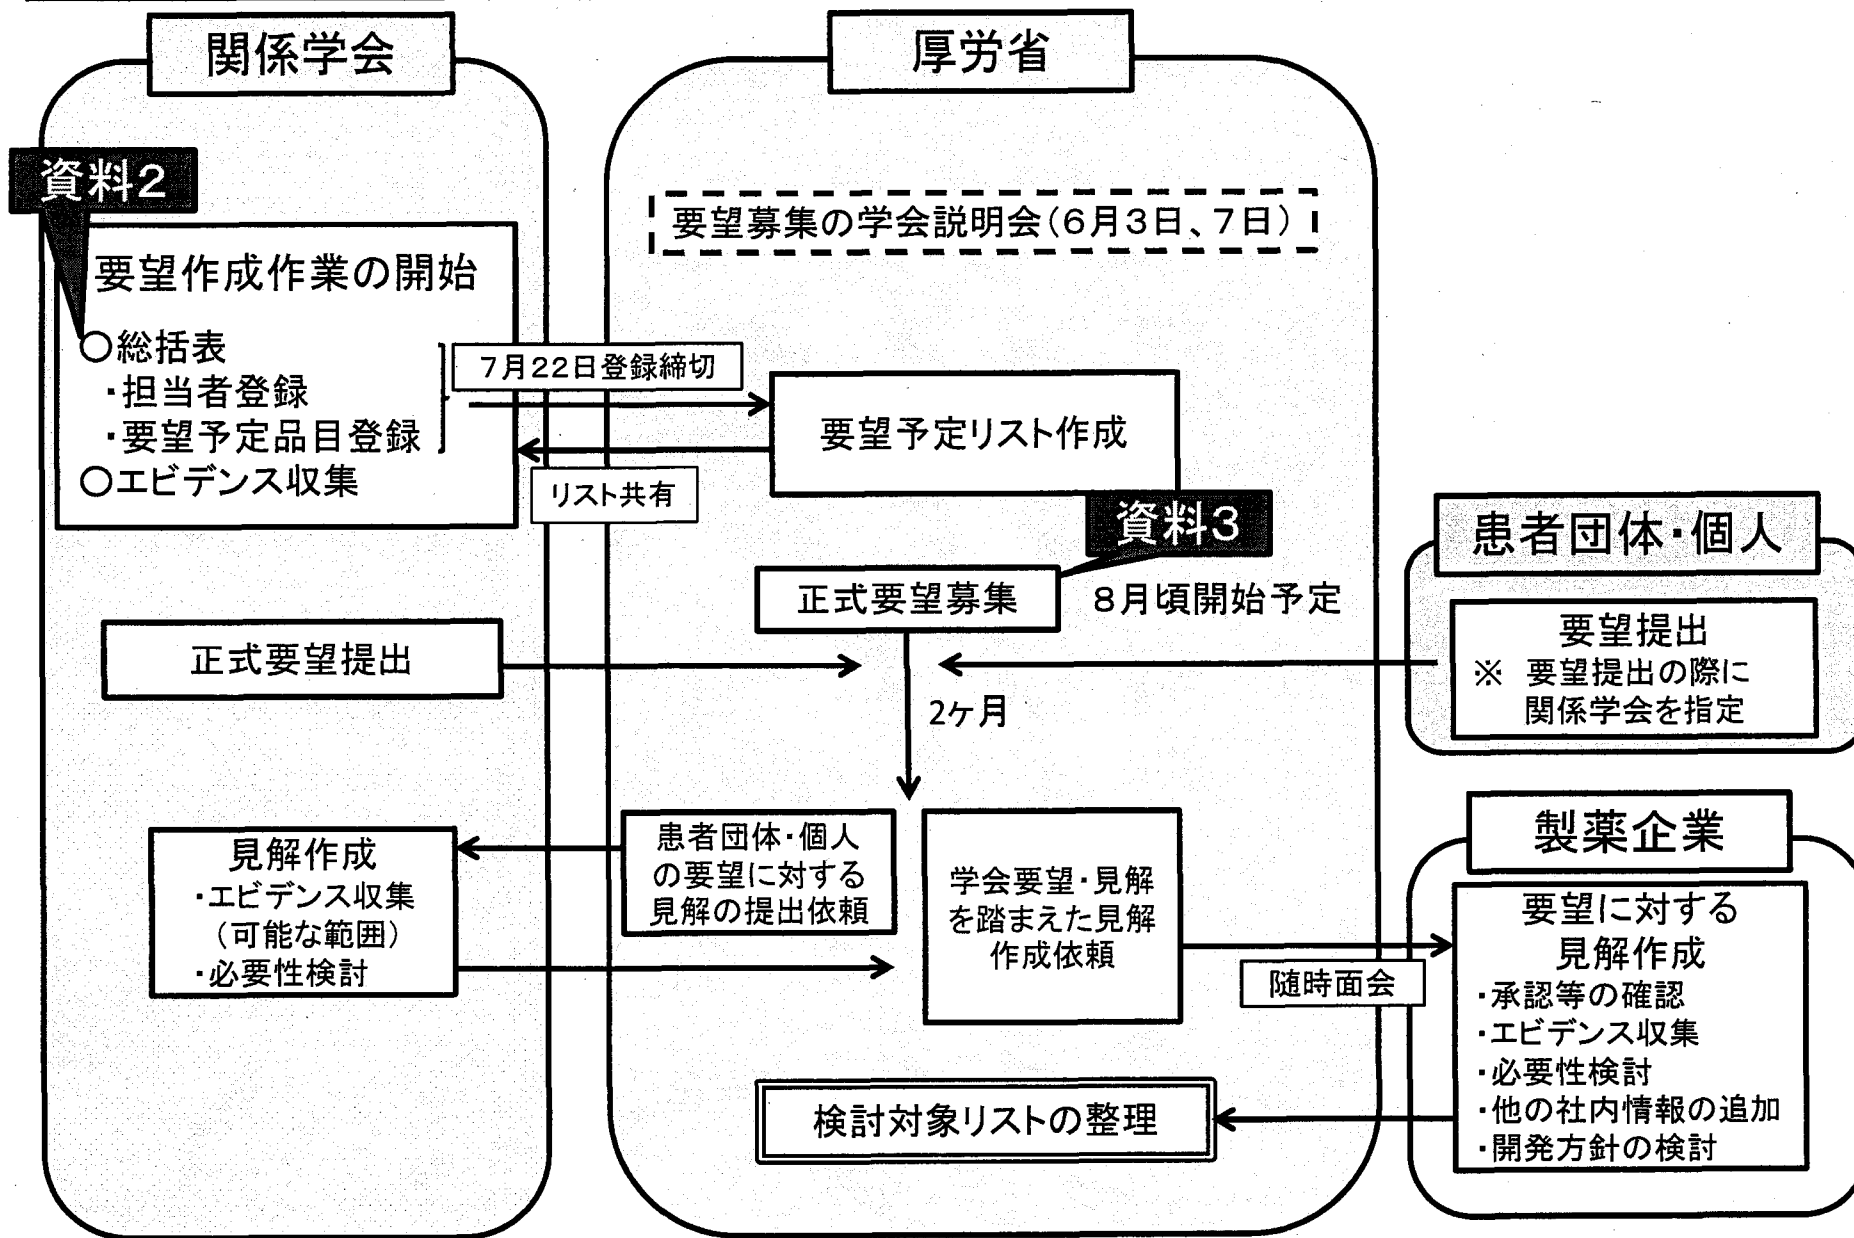 関係学会
厚労省
資料2
要望募集の学会説明会(6月3日、7日)
要望作成作業の開始
○総括表
・担当者登録
・要望予定品目登録
○エビデンス収集
7月22日登録締切
要望予定リスト作成
リスト共有
資料3
正式要望募集
8月頃開始予定
患者団体・個人
要望提出
※ 要望提出の際に
関係学会を指定
正式要望提出
2ヶ月
見解作成
・エビデンス収集
(可能な範囲)
・必要性検討
患者団体・個人
の要望に対する
見解の提出依頼
学会要望・見解
を踏まえた見解
作成依頼
随時面会
製薬企業
要望に対する
見解作成
・承認等の確認
・エビデンス収集
・必要性検討
・他の社内情報の追加
・開発方針の検討
検討対象リストの整理